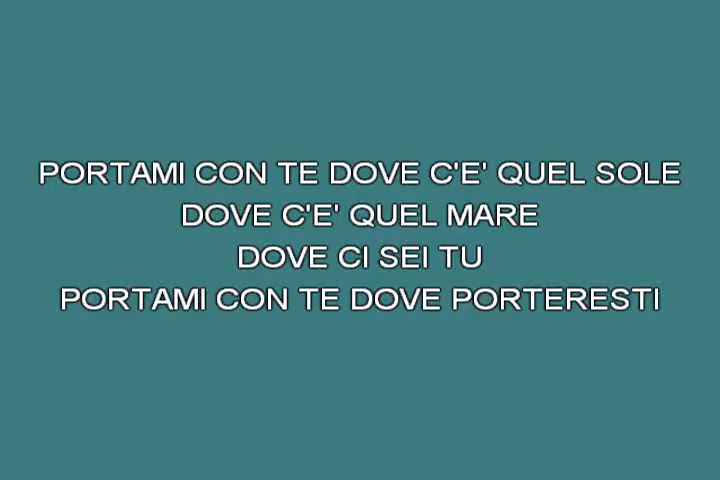 PORTAMI CON TE DOVE C'E' QUEL SOLE
DOVE C'E' QUEL MARE
DOVE CI SEI TU
PORTAMI CON TE DOVE PORTERESTI